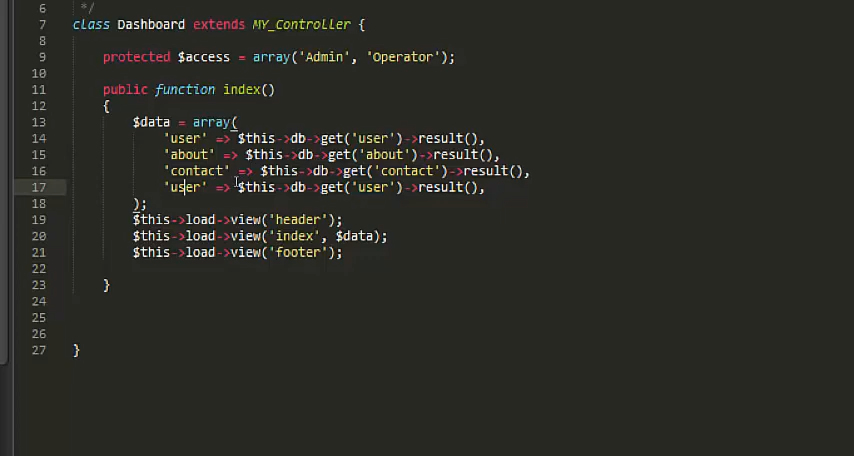 6 */
7 class Dashboard extends MY_Controller {
8
9 protected $access = array('Admin', 'Operator');
10
11 public function index()
12 {
13 $data = array(
14 'user' => $this->db->get('user')->result(),
15 'about' => $this->db->get('about')->result(),
16 'contact' => $this->db->get('contact')->result(),
17 'user' => $this->db->get('user')->result(),
18 );
19 $this->load->view('header');
20 $this->load->view('index', $data);
21 $this->load->view('footer');
22
23 }
24
25
26
27 }